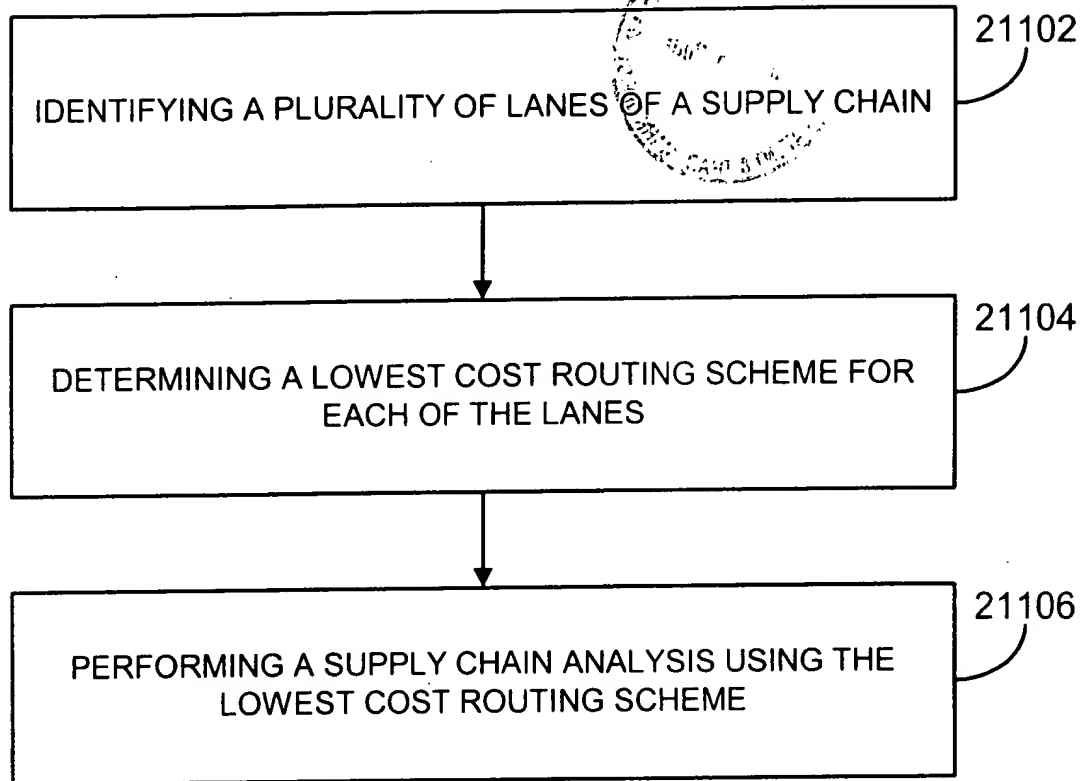 21102
IDENTIFYING A PLURALITY OF LANES OF A SUPPLY CHAIN
21104
DETERMINING A LOWEST COST ROUTING SCHEME FOR
EACH OF THE LANES
21106
PERFORMING A SUPPLY CHAIN ANALYSIS USING THE
LOWEST COST ROUTING SCHEME